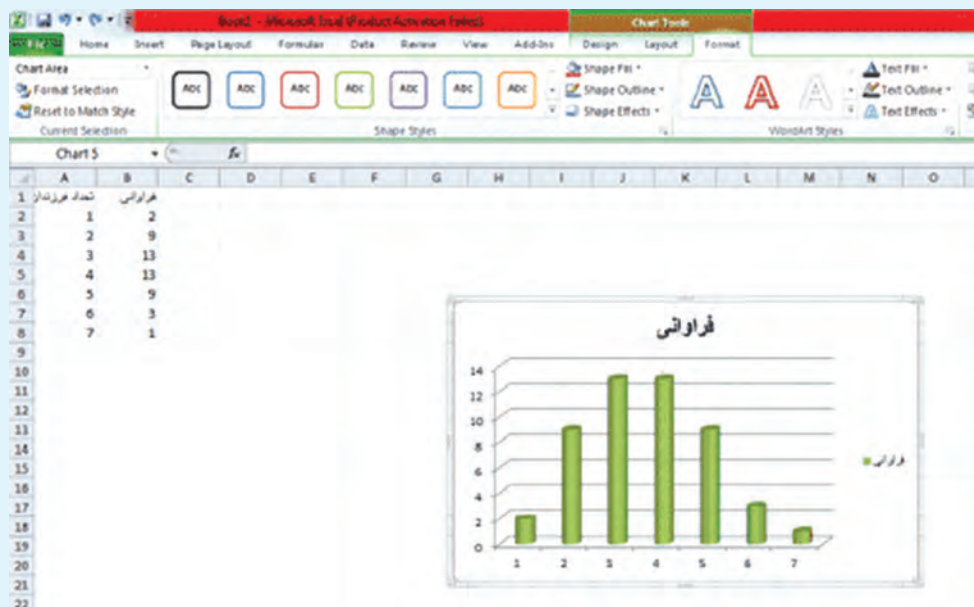 Book1 - Microsoft Excel (Product Activation Failed)
Chart Tools
File Home Insert Page Layout Formulas Data Review View Add-Ins Design Layout Format
Chart Area
Format Selection
Reset to Match Style
Current Selection
Abc Abc Abc Abc Abc Abc Abc
Shape Fill
Shape Outline
Shape Effects
Shape Styles
A A A
Text Fill
Text Outline
Text Effects
WordArt Styles
Chart 5 fx
A B C D E F G H I J K L M N O
1 تعداد فرزندان فراوانی
2 1 2
3 2 9
4 3 13
5 4 13
6 5 9
7 6 3
8 7 1
9
10
11
12
13
14
15
16
17
18
19
20
21
22
فراوانی
14
12
10
8
6
4
2
0
1 2 3 4 5 6 7
فراوانی